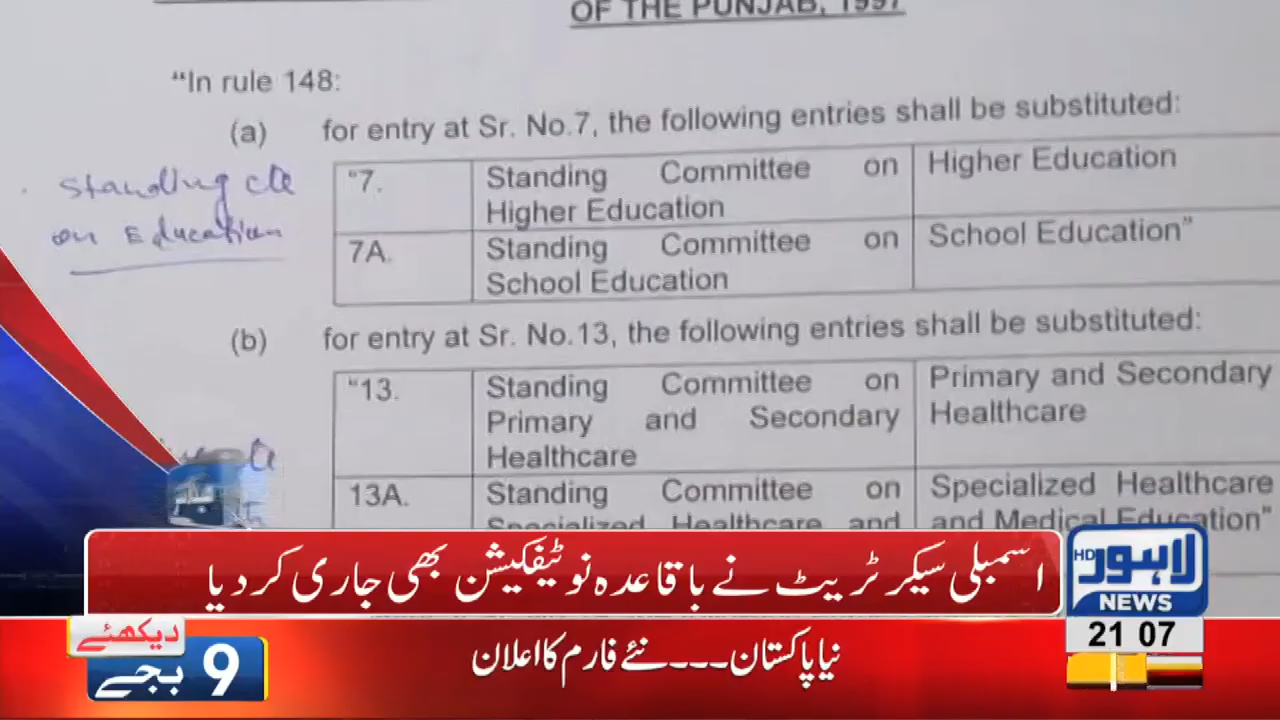 OF THE PUNJAB, 1997
“In rule 148:
(a) for entry at Sr. No.7, the following entries shall be substituted:
Standing cte
on Education
“7. Standing Committee on Higher Education
Higher Education
7A. Standing Committee on School Education”
School Education
(b) for entry at Sr. No.13, the following entries shall be substituted:
“13. Standing Committee on Primary and Secondary
Primary and Secondary Healthcare
Healthcare
13A. Standing Committee on Specialized Healthcare
Specialized Healthcare and and Medical Education”
اسمبلی سیکرٹریٹ نے باقاعدہ نوٹیفکیشن بھی جاری کر دیا
HD لاہور
NEWS
21 07
دیکھئے
9 بجے
نیا پاکستان۔۔۔نئے فارم کا اعلان